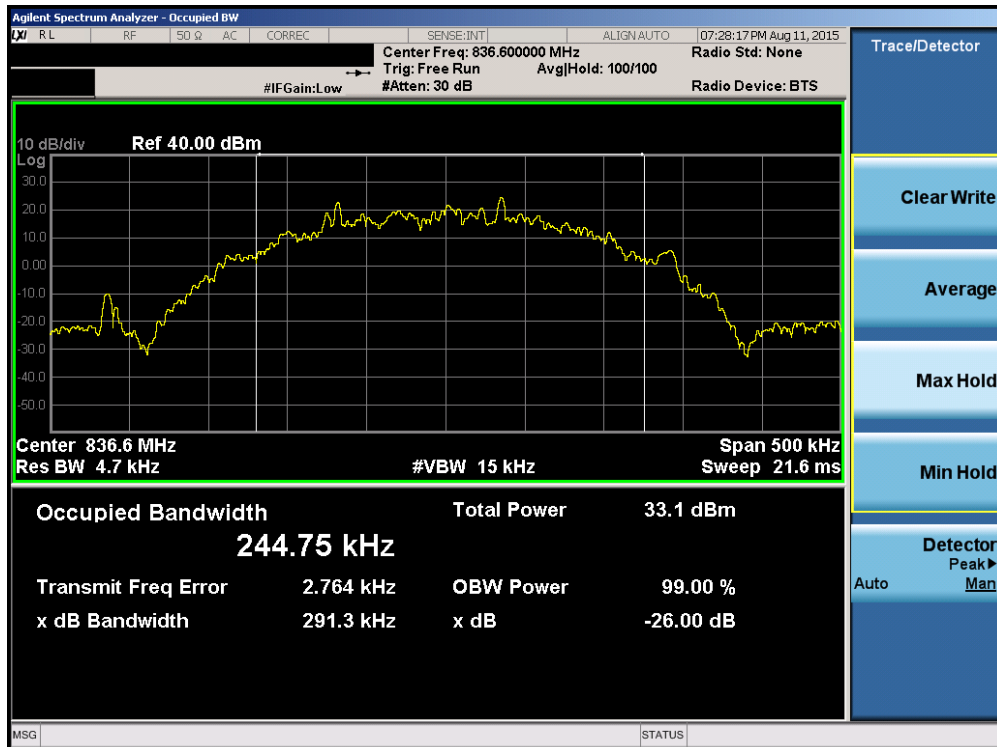 Agilent Spectrum Analyzer - Occupied BW
LXI RL RF 50 Ω AC CORREC SENSE:INT ALIGN AUTO 07:28:17 PM Aug 11, 2015
Center Freq: 836.600000 MHz Radio Std: None
Trig: Free Run Avg|Hold: 100/100
#IFGain:Low #Atten: 30 dB Radio Device: BTS
Trace/Detector
10 dB/div Ref 40.00 dBm
Log
30.0
20.0
10.0
0.00
-10.0
-20.0
-30.0
-40.0
-50.0
Center 836.6 MHz Span 500 kHz
Res BW 4.7 kHz #VBW 15 kHz Sweep 21.6 ms
Occupied Bandwidth Total Power 33.1 dBm
244.75 kHz
Transmit Freq Error 2.764 kHz OBW Power 99.00 %
x dB Bandwidth 291.3 kHz x dB -26.00 dB
Clear Write
Average
Max Hold
Min Hold
Detector
Peak▶
Auto Man
MSG STATUS